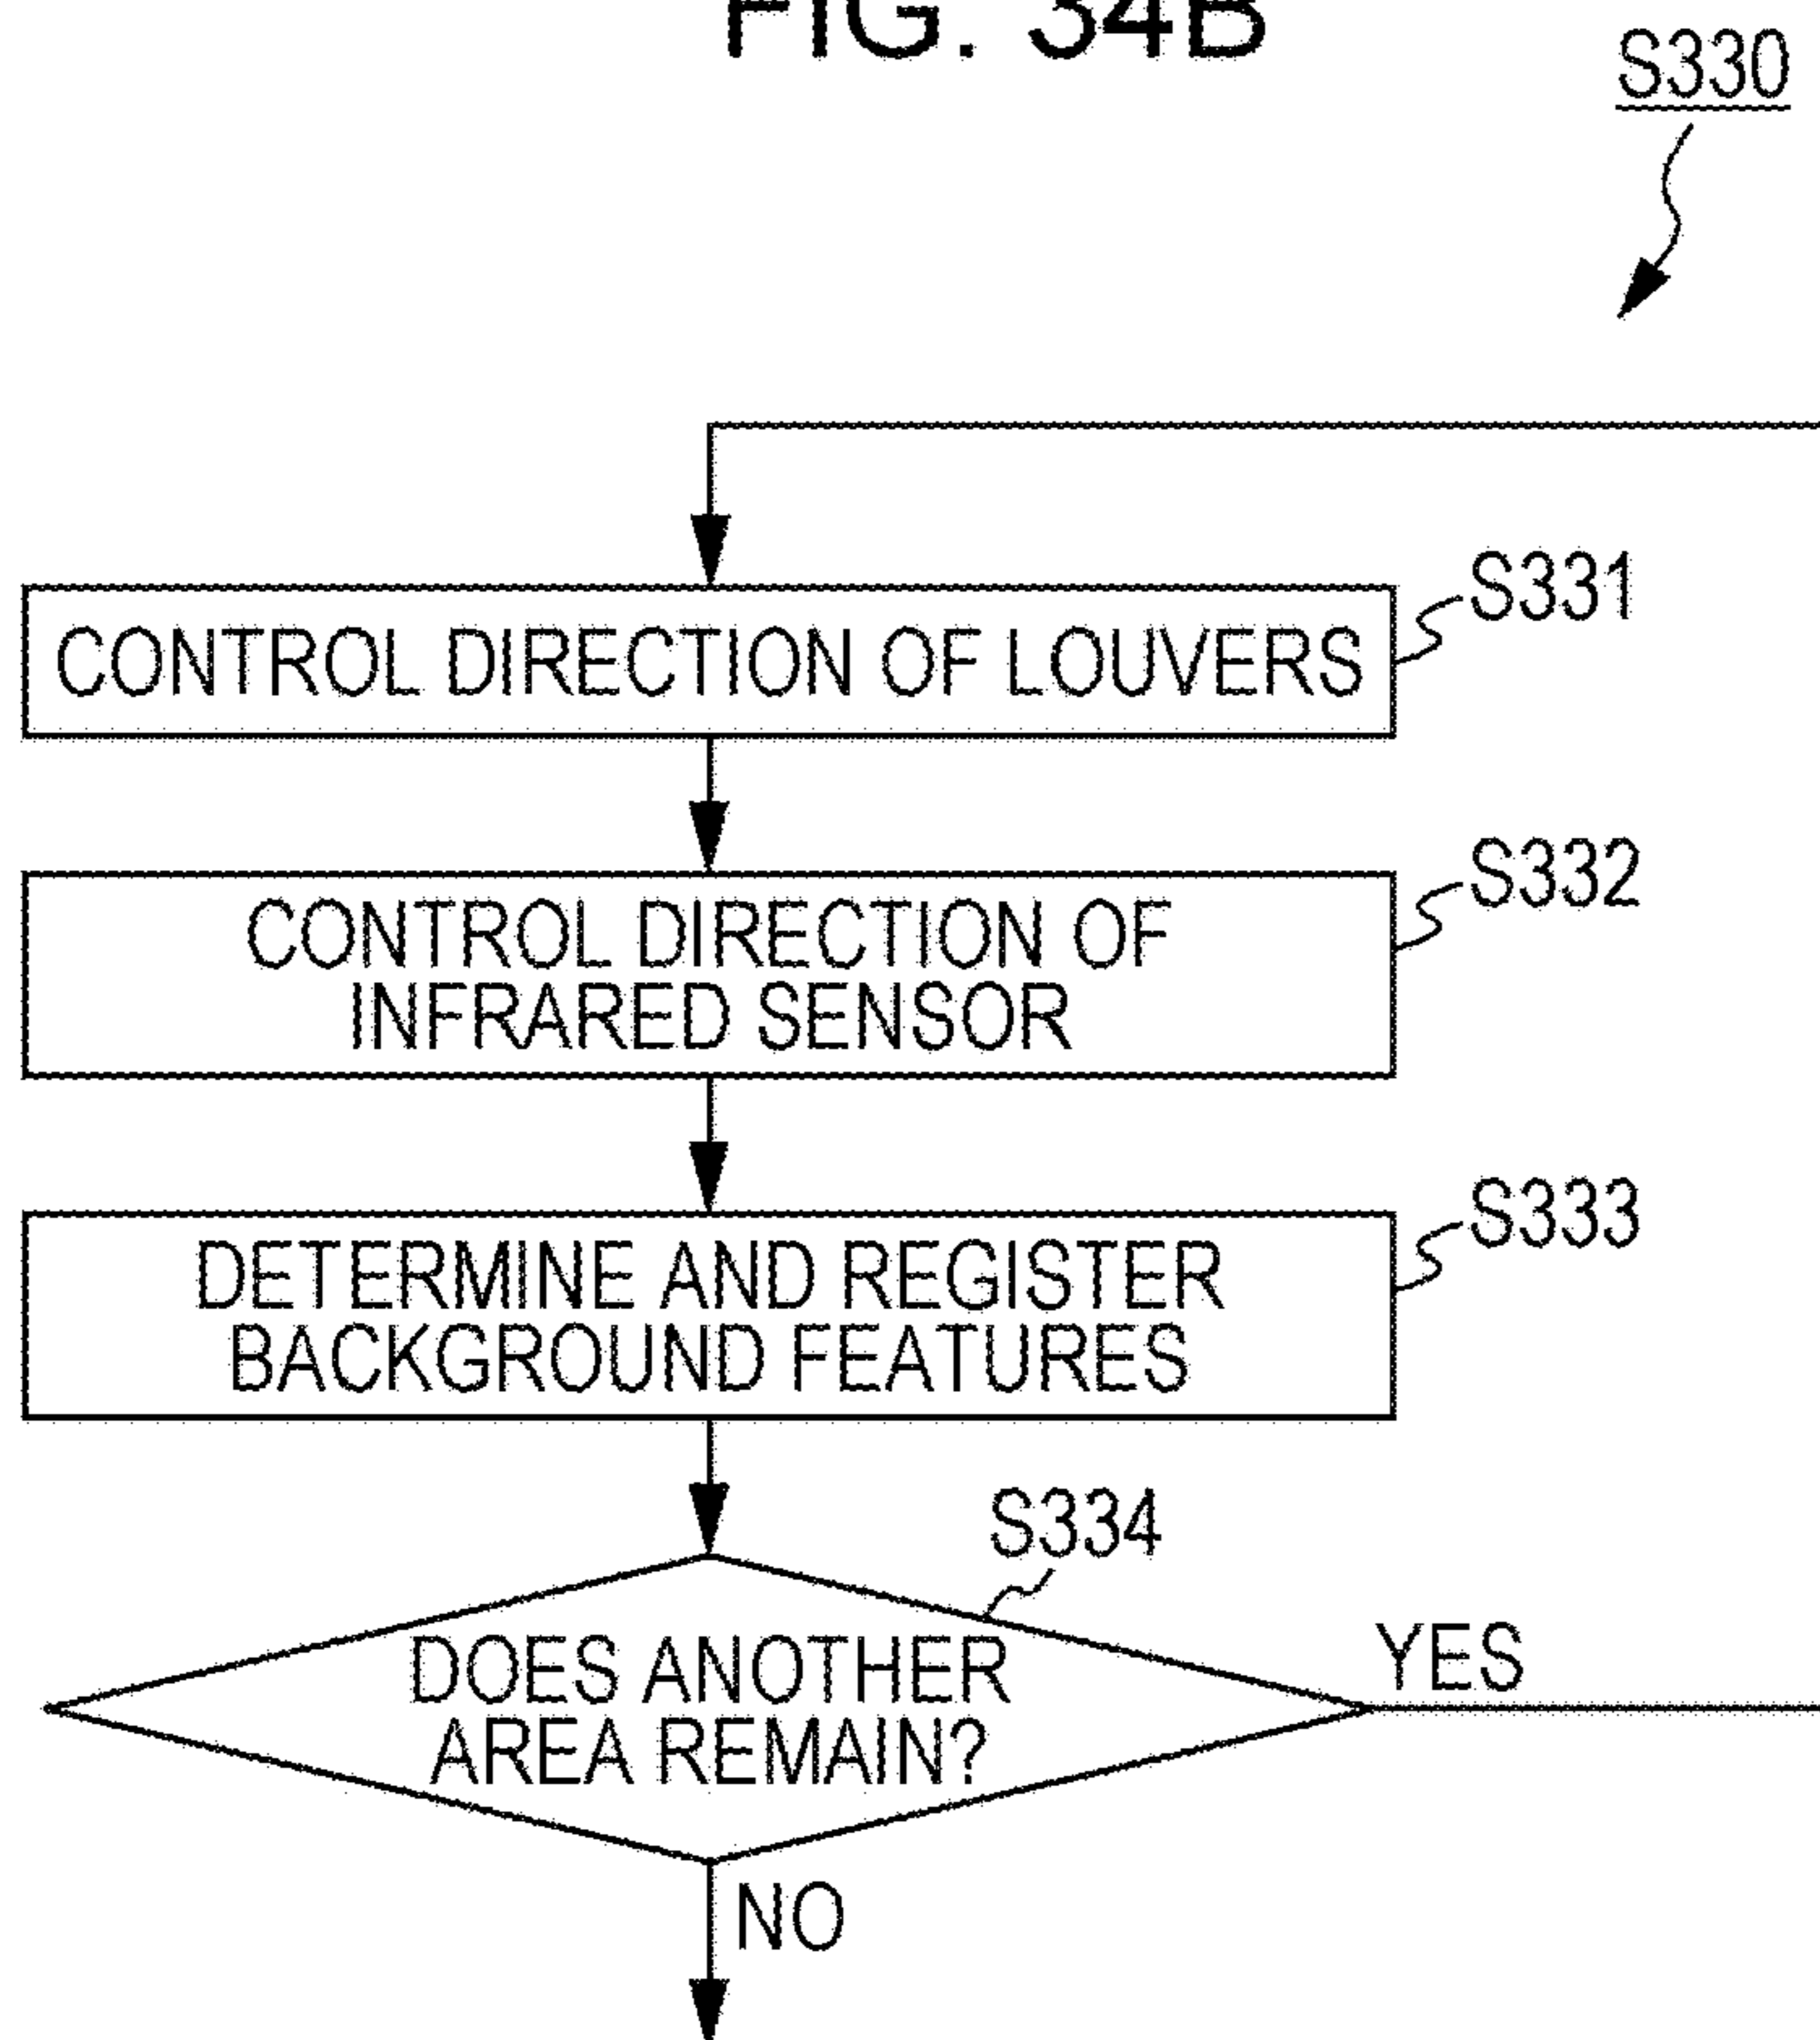 FIG. 34B
S330
CONTROL DIRECTION OF LOUVERS
S331
CONTROL DIRECTION OF
INFRARED SENSOR
S332
DETERMINE AND REGISTER
BACKGROUND FEATURES
S333
S334
DOES ANOTHER
AREA REMAIN?
YES
NO